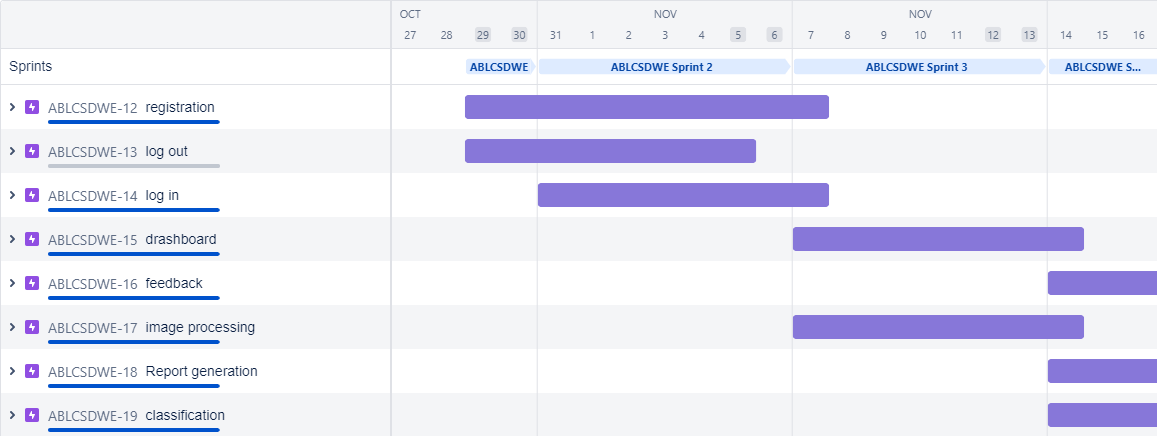 OCT NOV NOV
27 28 29 30 31 1 2 3 4 5 6 7 8 9 10 11 12 13 14 15 16
Sprints ABLCSDWE ABLCSDWE Sprint 2 ABLCSDWE Sprint 3 ABLCSDWE S...
ABLCSDWE-12 registration
ABLCSDWE-13 log out
ABLCSDWE-14 log in
ABLCSDWE-15 drashboard
ABLCSDWE-16 feedback
ABLCSDWE-17 image processing
ABLCSDWE-18 Report generation
ABLCSDWE-19 classification